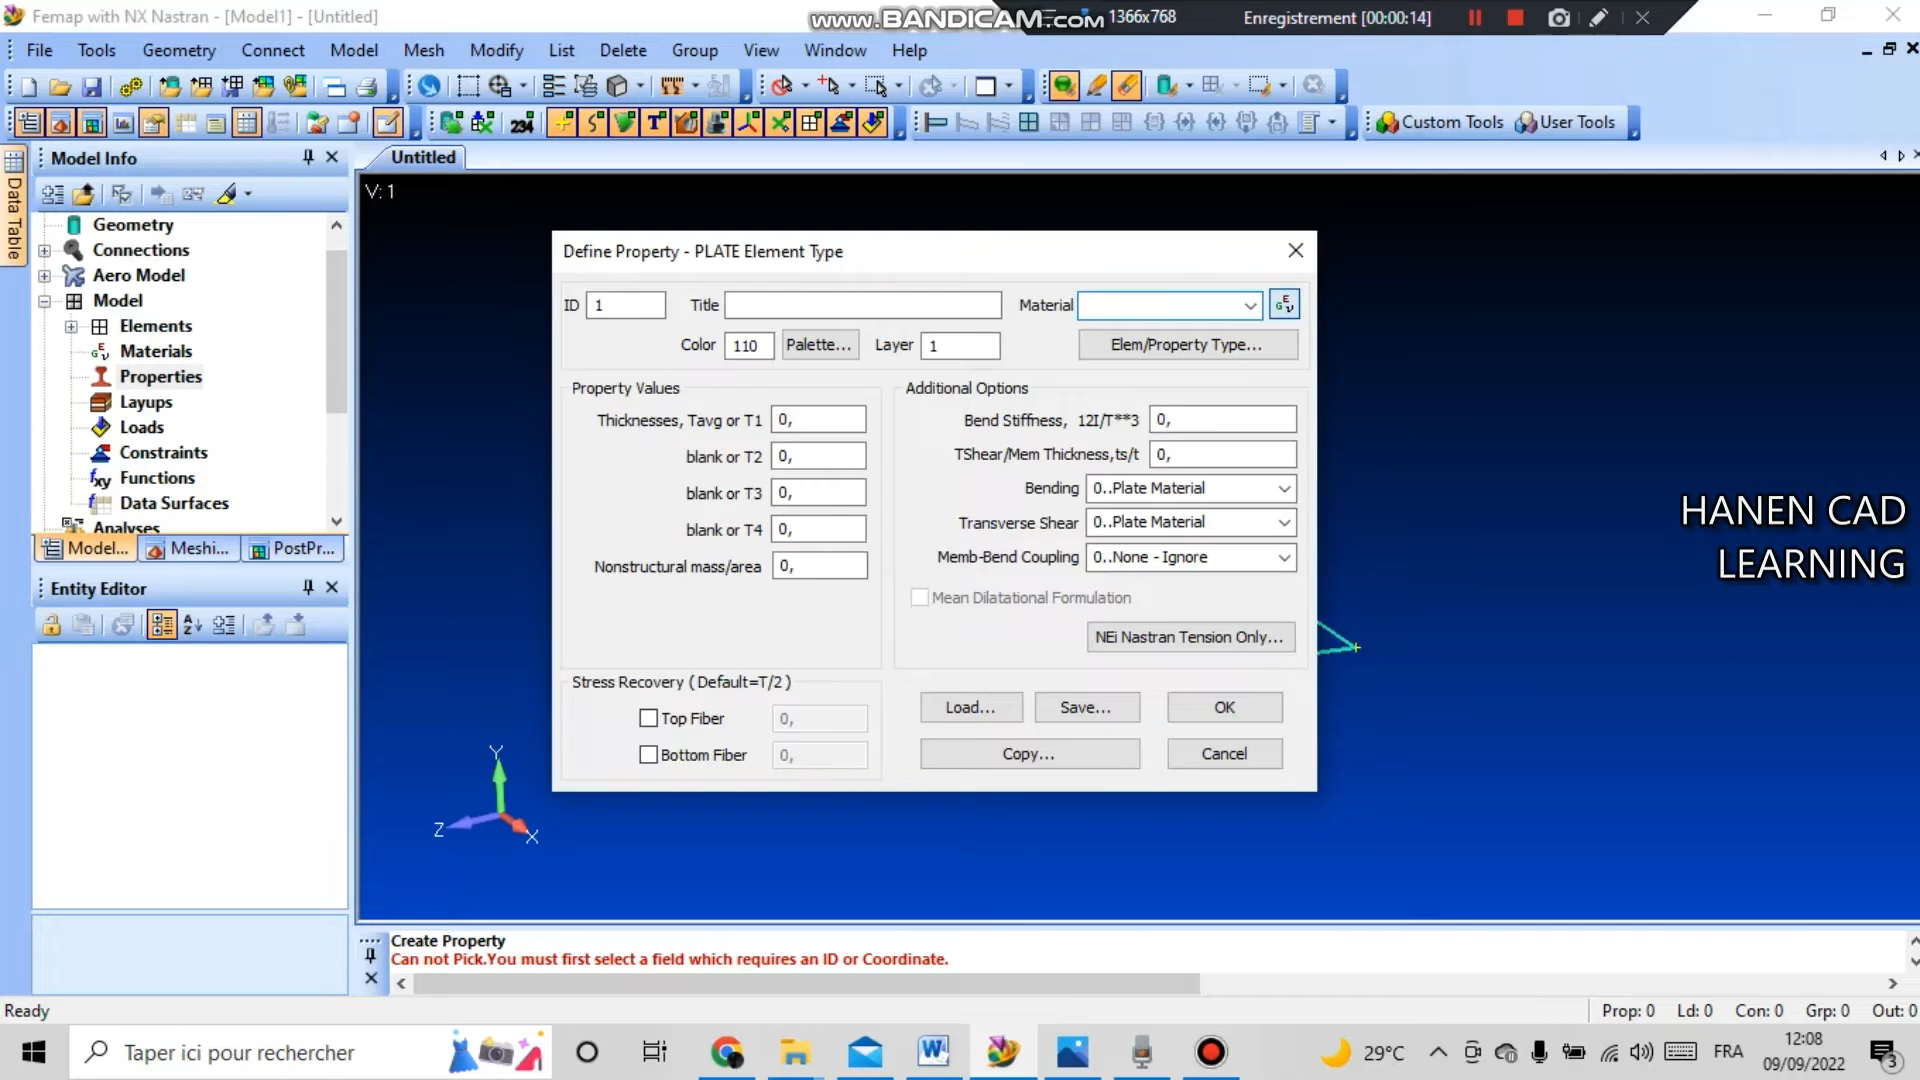 Femap with NX Nastran - [Model1] - [Untitled]
www.BANDICAM.com
1366x768
Enregistrement [00:00:14]
File Tools Geometry Connect Model Mesh Modify List Delete Group View Window Help
234
T
Custom Tools
User Tools
Data Table
Model Info
Untitled
V: 1
Geometry
Connections
Aero Model
Model
Elements
Materials
Properties
Layups
Loads
Constraints
Functions
Data Surfaces
Analyses
Model...
Meshi...
PostPr...
Entity Editor
Define Property - PLATE Element Type
ID 1 Title Material
Color 110 Palette... Layer 1 Elem/Property Type...
Property Values
Thicknesses, Tavg or T1 0,
blank or T2 0,
blank or T3 0,
blank or T4 0,
Nonstructural mass/area 0,
Additional Options
Bend Stiffness, 12I/T**3 0,
TShear/Mem Thickness,ts/t 0,
Bending 0..Plate Material
Transverse Shear 0..Plate Material
Memb-Bend Coupling 0..None - Ignore
Mean Dilatational Formulation
NEi Nastran Tension Only...
Stress Recovery ( Default=T/2 )
Top Fiber 0,
Bottom Fiber 0,
Load... Save... OK
Copy... Cancel
HANEN CAD
LEARNING
Y
Z
X
Create Property
Can not Pick.You must first select a field which requires an ID or Coordinate.
Ready
Prop: 0 Ld: 0 Con: 0 Grp: 0 Out: 0
Taper ici pour rechercher
29°C
FRA
12:08
09/09/2022
3